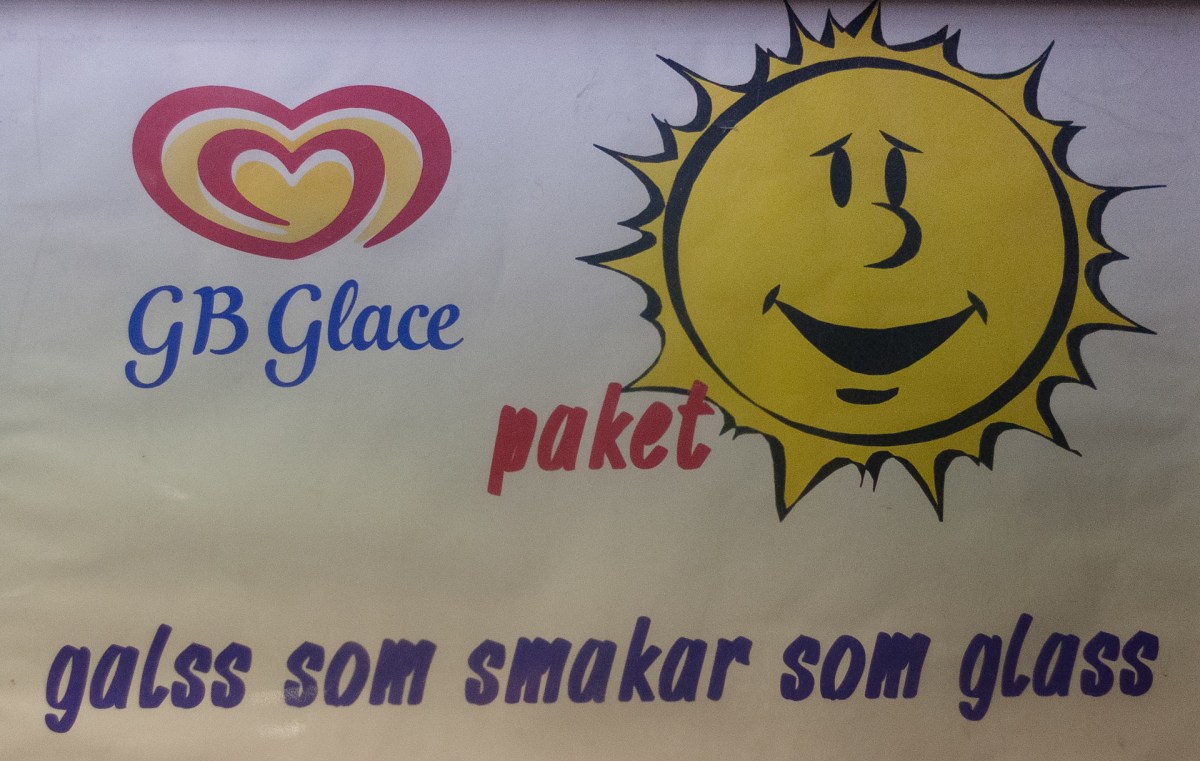 GB Glace
paket
galss som smakar som glass